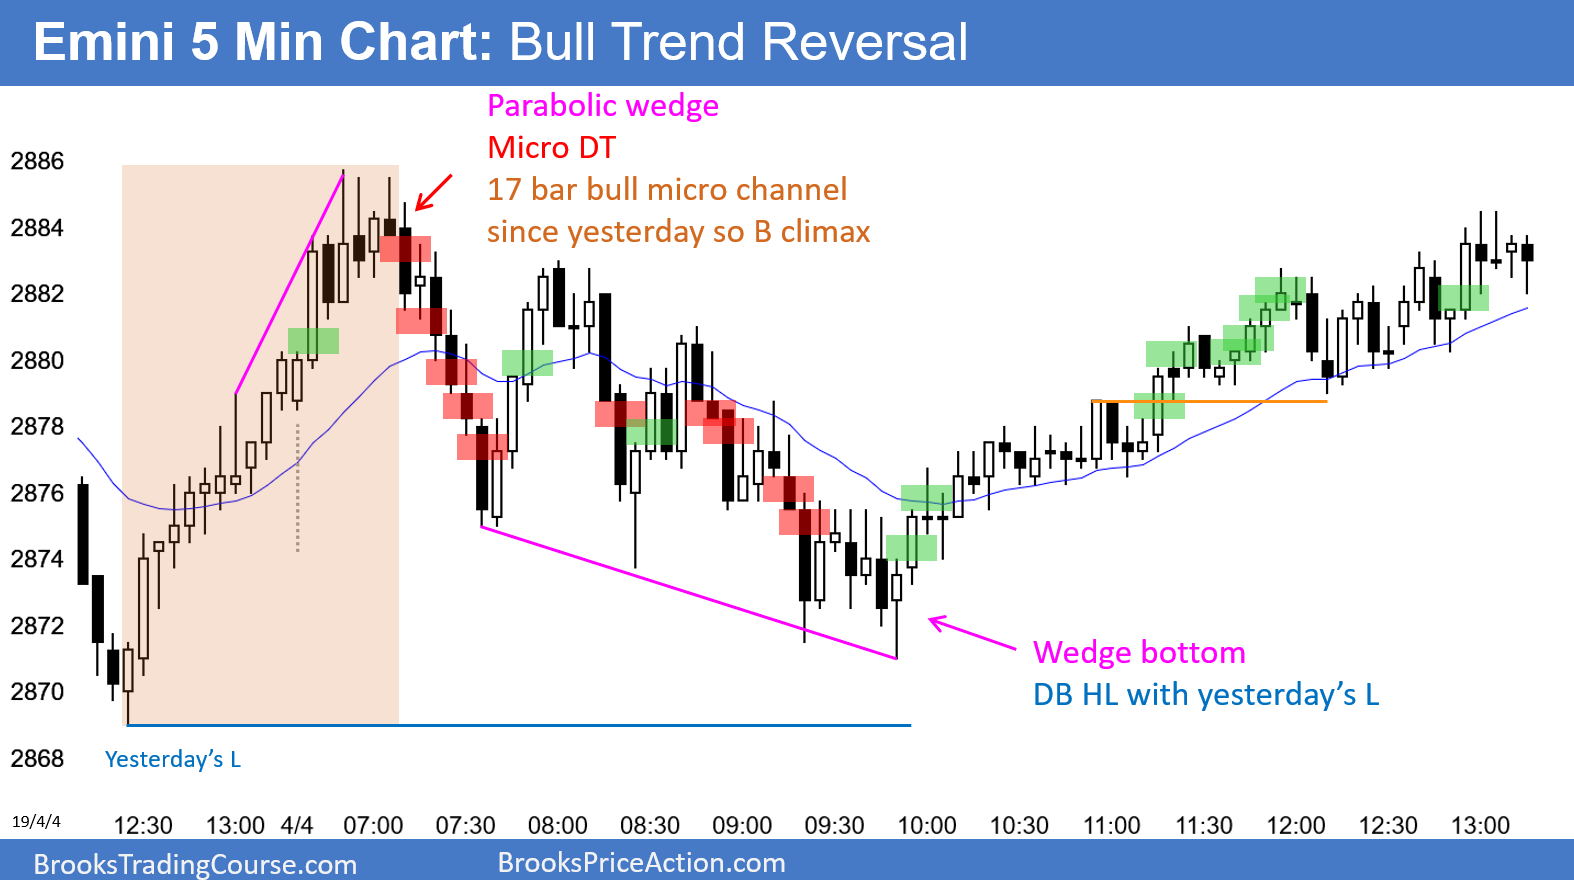 Emini 5 Min Chart: Bull Trend Reversal
Parabolic wedge
Micro DT
17 bar bull micro channel
since yesterday so B climax
2886
2884
2882
2880
2878
2876
2874
2872
2870
2868
Wedge bottom
DB HL with yesterday's L
Yesterday's L
19/4/4
12:30 13:00 4/4 07:00 07:30 08:00 08:30 09:00 09:30 10:00 10:30 11:00 11:30 12:00 12:30 13:00
BrooksTradingCourse.com BrooksPriceAction.com